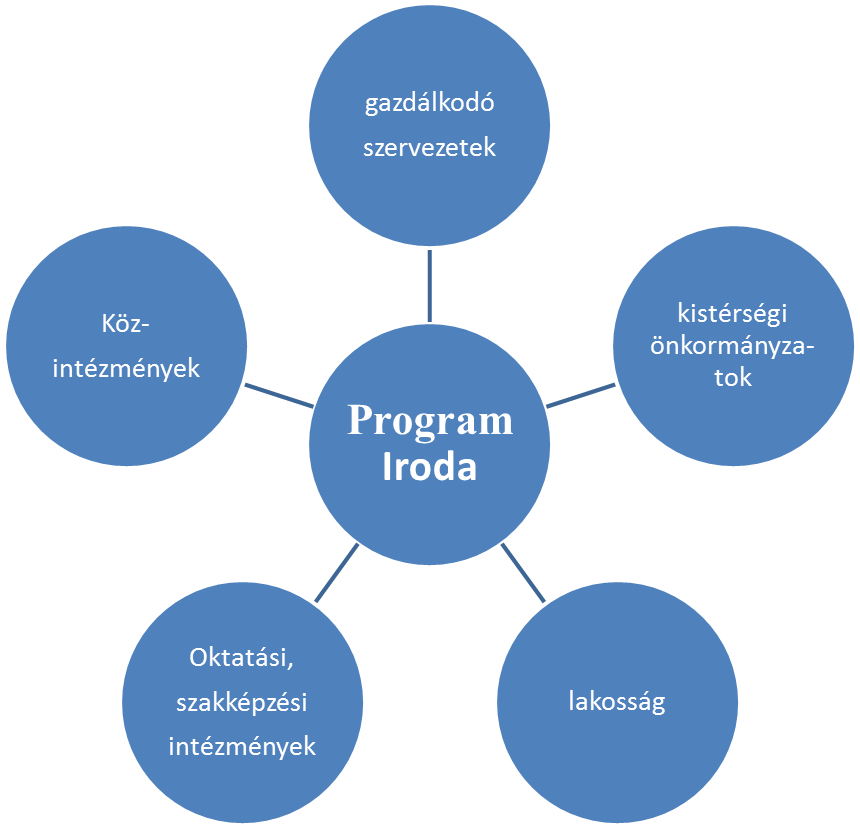 gazdálkodó
szervezetek
kistérségi
önkormányza-
tok
Köz-
intézmények
Program
Iroda
Oktatási,
szakképzési
intézmények
lakosság